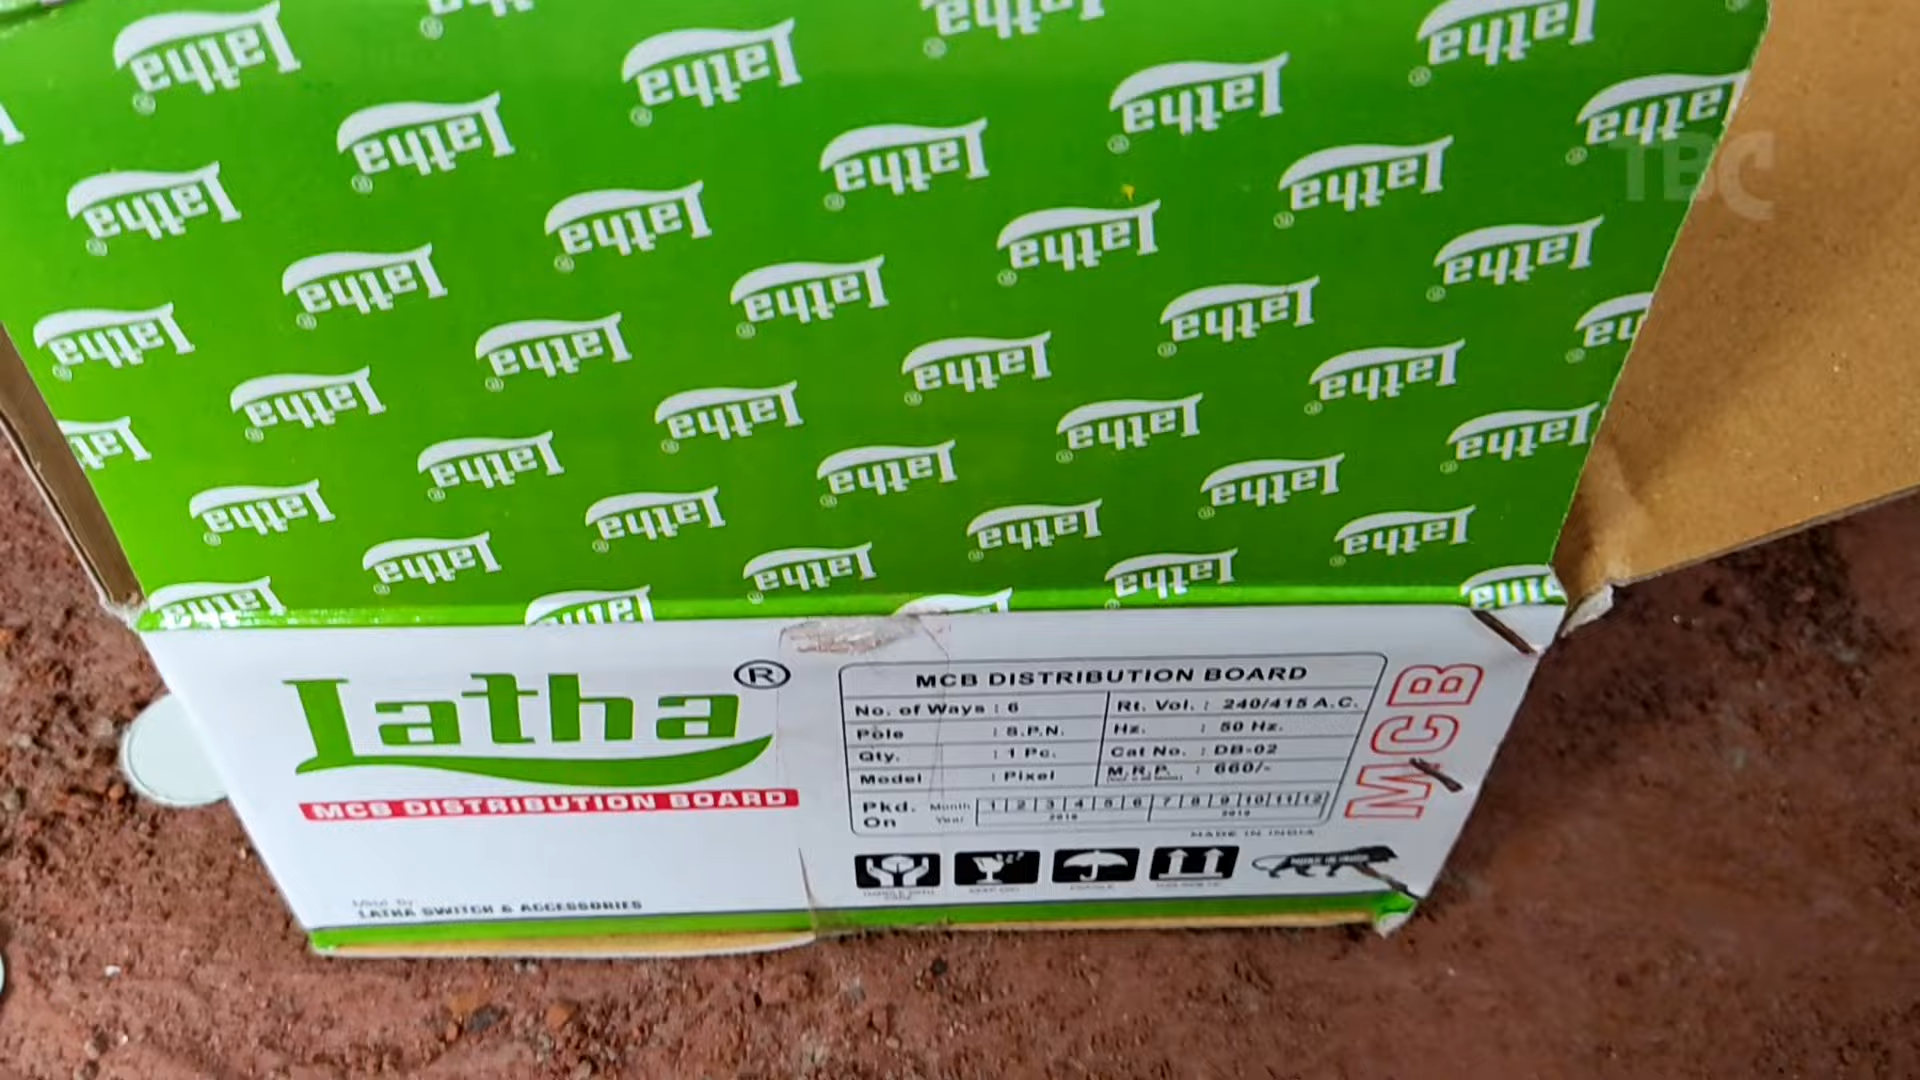 latha®
TBC
latha®
MCB DISTRIBUTION BOARD
LATHA SWITCH & ACCESSORIES
MCB DISTRIBUTION BOARD
No. of Ways : 6 Rt. Vol. : 240/415 A.C.
Pole : S.P.N. Hz. : 50 Hz.
Qty. : 1 Pc. Cat No. : DB-02
Model : Pixel M.R.P. : 660/-
Pkd. On Month 1 2 3 4 5 6 7 8 9 10 11 12
Year 2018 2019
MADE IN INDIA
MCB